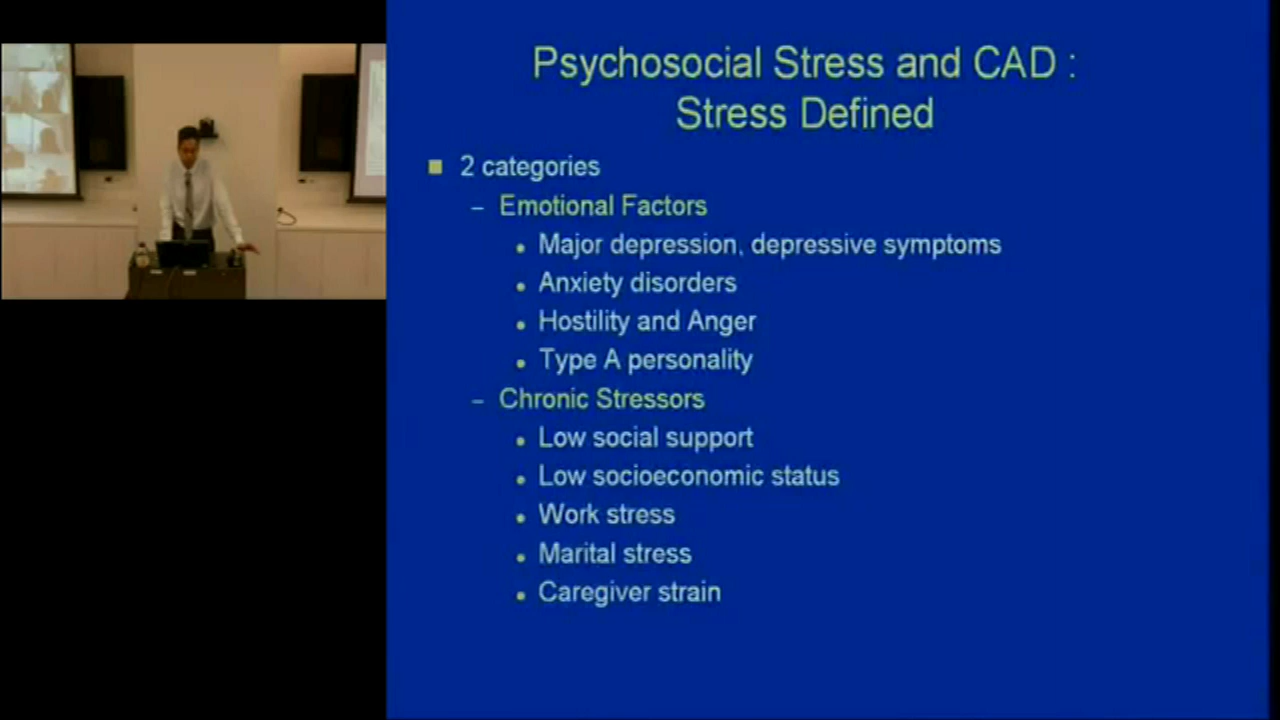 Psychosocial Stress and CAD :
Stress Defined
2 categories
– Emotional Factors
• Major depression, depressive symptoms
• Anxiety disorders
• Hostility and Anger
• Type A personality
– Chronic Stressors
• Low social support
• Low socioeconomic status
• Work stress
• Marital stress
• Caregiver strain